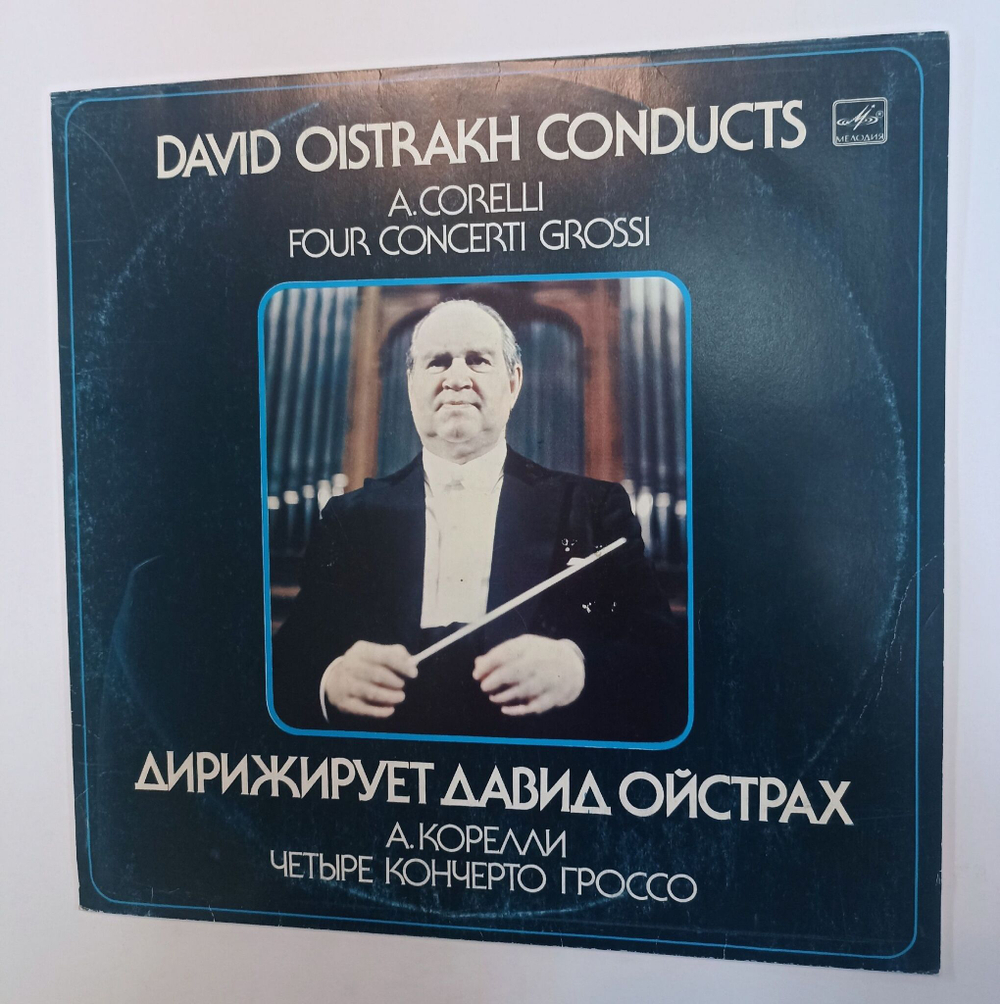 DAVID OISTRAKH CONDUCTS
МЕЛОДИЯ
A. CORELLI
FOUR CONCERTI GROSSI
ДИРИЖИРУЕТ ДАВИД ОЙСТРАХ
А. КОРЕЛЛИ
ЧЕТЫРЕ КОНЧЕРТО ГРОССО